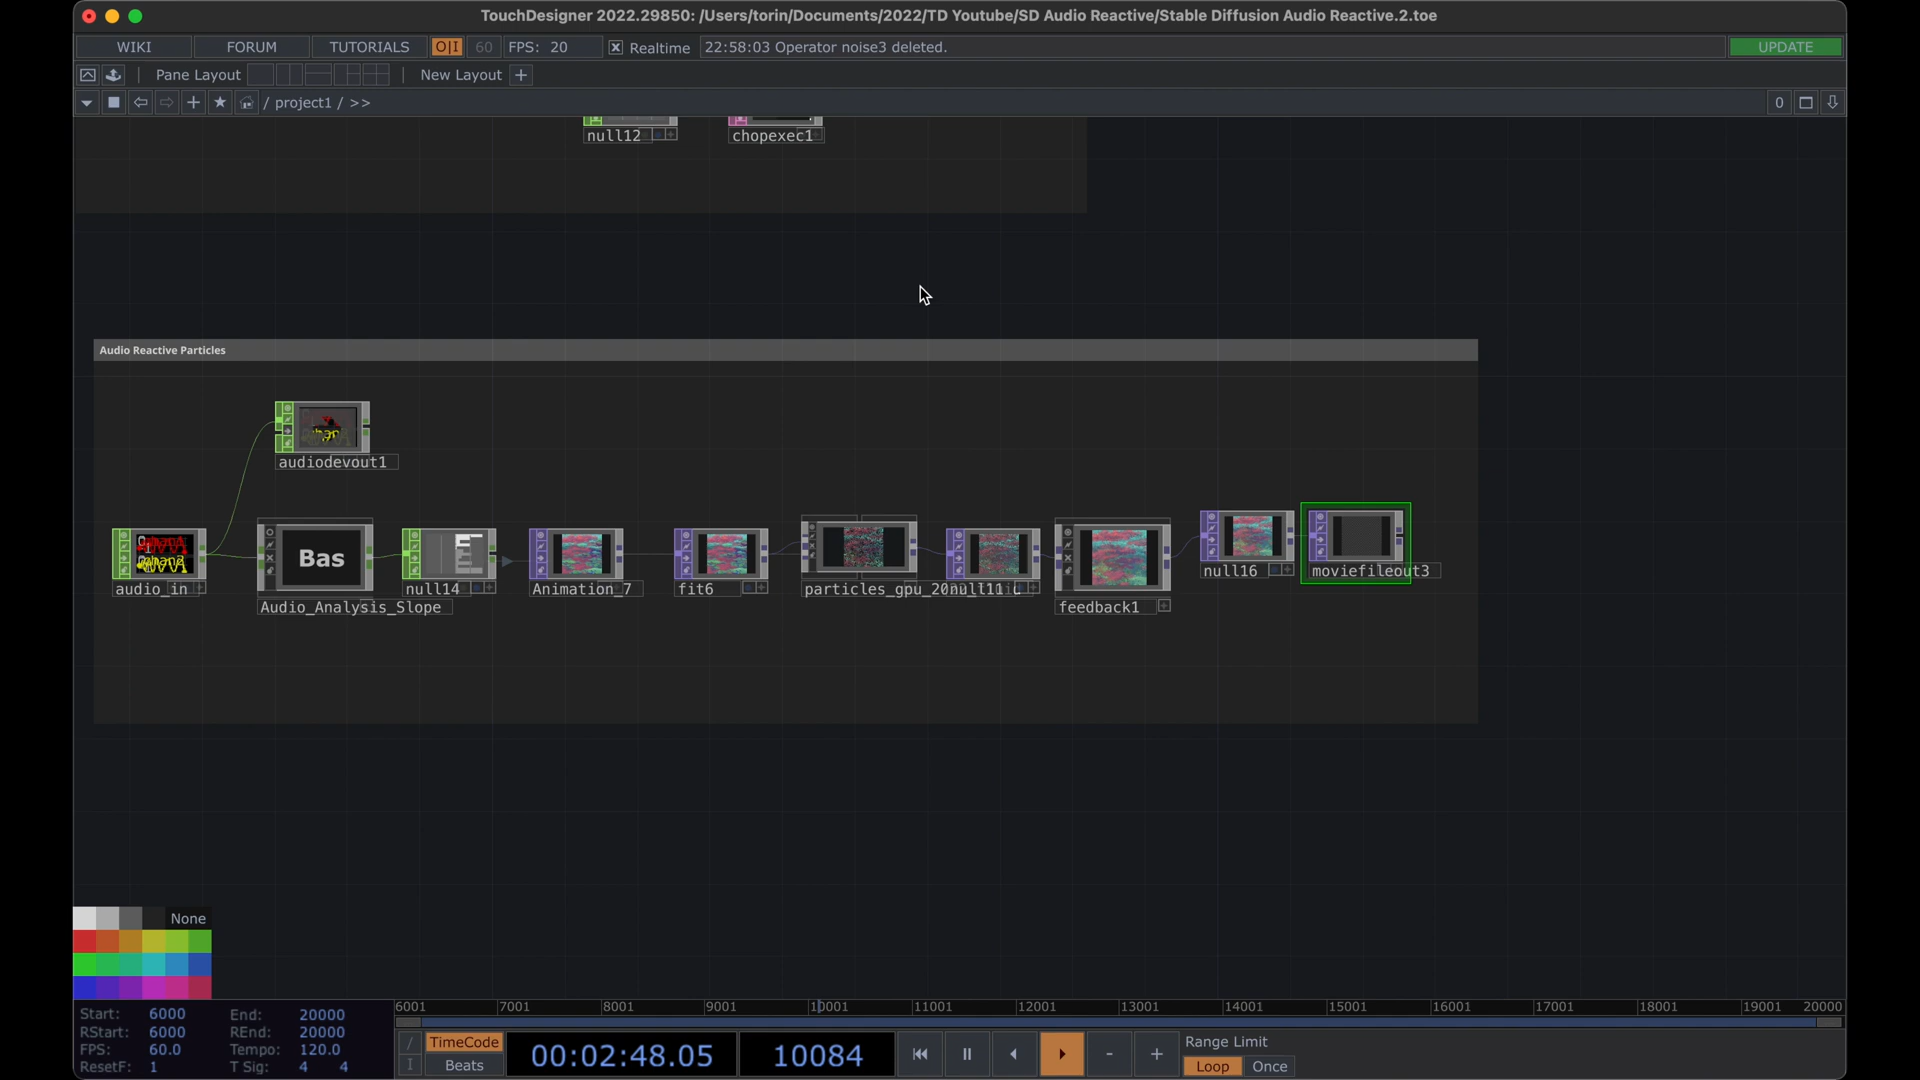 TouchDesigner 2022.29850: /Users/torin/Documents/2022/TD Youtube/SD Audio Reactive/Stable Diffusion Audio Reactive.2.toe
WIKI FORUM TUTORIALS O|I 60 FPS: 20 Realtime 22:58:03 Operator noise3 deleted. UPDATE
Pane Layout New Layout +
/ project1 / >> 0
null12 chopexec1
Audio Reactive Particles
audiodevout1
Bas
audio_in null14 Animation_7 fit6 particles_gpu_20 null11 null16 moviefileout3
Audio_Analysis_Slope feedback1
None
6001 7001 8001 9001 10001 11001 12001 13001 14001 15001 16001 17001 18001 19001 20000
Start: 6000 End: 20000
RStart: 6000 REnd: 20000
FPS: 60.0 Tempo: 120.0
ResetF: 1 T Sig: 4 4
TimeCode
Beats
00:02:48.05 10084
- +
Range Limit
Loop Once